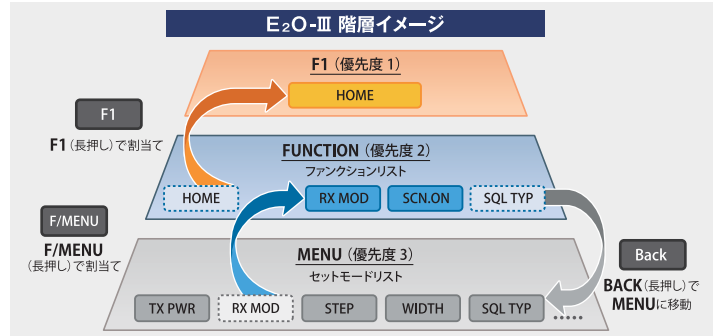 E₂O-Ⅲ 階層イメージ
F1（優先度 1）
HOME
F1
F1（長押し）で割当て
FUNCTION（優先度 2）
ファンクションリスト
HOME
RX MOD
SCN.ON
SQL TYP
F/MENU
F/MENU
（長押し）で割当て
MENU（優先度 3）
セットモードリスト
TX PWR
RX MOD
STEP
WIDTH
SQL TYP
.....
Back
BACK（長押し）で
MENUに移動